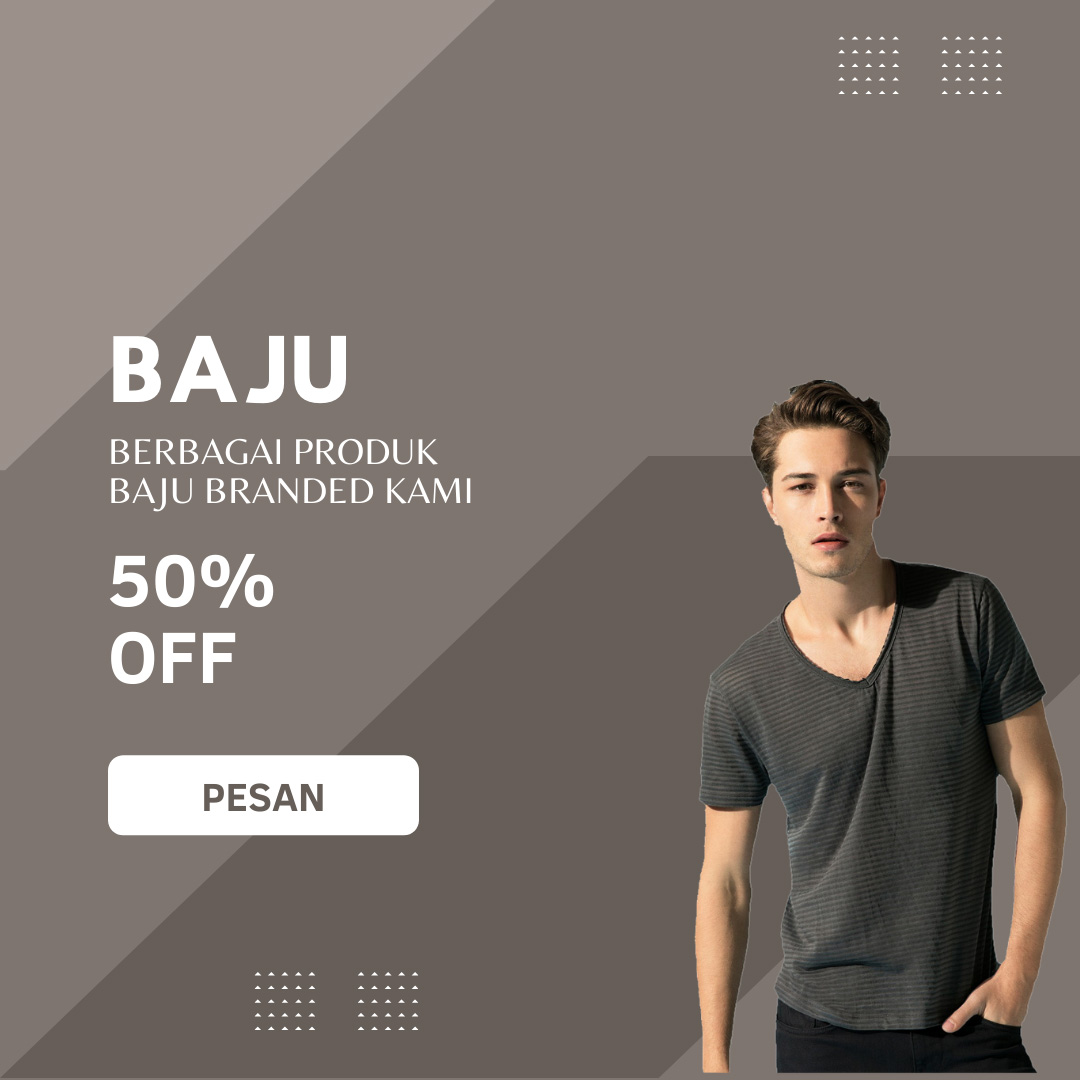 BAJU
BERBAGAI PRODUK
BAJU BRANDED KAMI
50%
OFF
PESAN